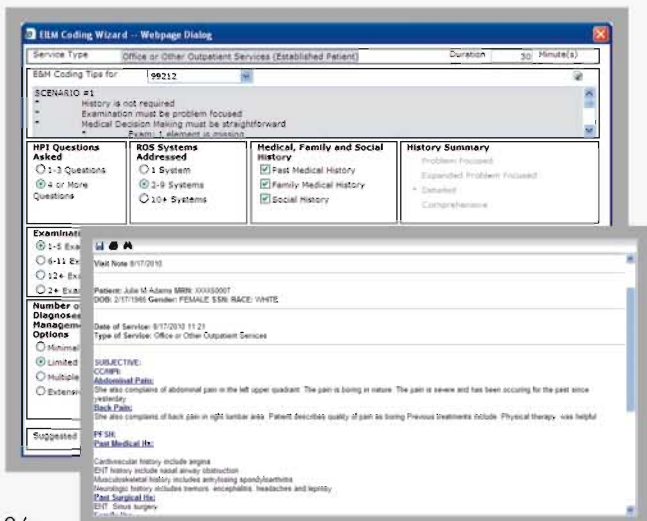 E&M Coding Wizard -- Webpage Dialog
Service Type Office or Other Outpatient Services (Established Patient) Duration 30 Minute(s)
E&M Coding Tips for 99212
SCENARIO #1
* History is not required
* Examination must be problem focused
* Medical Decision Making must be straightforward
* Exam: 1 element is missing
HPI Questions Asked
1-3 Questions
4 or More Questions
ROS Systems Addressed
1 System
2-9 Systems
10+ Systems
Medical, Family and Social History
Past Medical History
Family Medical History
Social History
History Summary
Problem Focused
Expanded Problem Focused
Detailed
Comprehensive
Examinat
1-5 Exa
6-11 Ex
12+ Exa
2+ Exa
Number o
Diagnoses
Managem
Options
Minimal
Limited
Multiple
Extensi
Suggested
Visit Note 8/17/2010
Patient: Julie M Adams MRN: XXXXS0007
DOB: 2/17/1966 Gender: FEMALE SSN: RACE: WHITE
Date of Service: 8/17/2010 11:21
Type of Service: Office or Other Outpatient Services
SUBJECTIVE:
CC/HPI:
Abdominal Pain:
She also complains of abdominal pain in the left upper quadrant. The pain is boring in nature. The pain is severe and has been occuring for the past since
yesterday.
Back Pain:
She also complains of back pain in right lumbar area. Patient describes quality of pain as boring Previous treatments include: Physical therapy, was helpful
PFSH:
Past Medical Hx:
Cardiovascular history include angina
ENT history include nasal airway obstruction
Musculoskeletal history includes ankylosing spondyloarthritis
Neurologic history includes tremors, encephalitis, headaches and
Past Surgical Hx:
ENT Sinus surgery